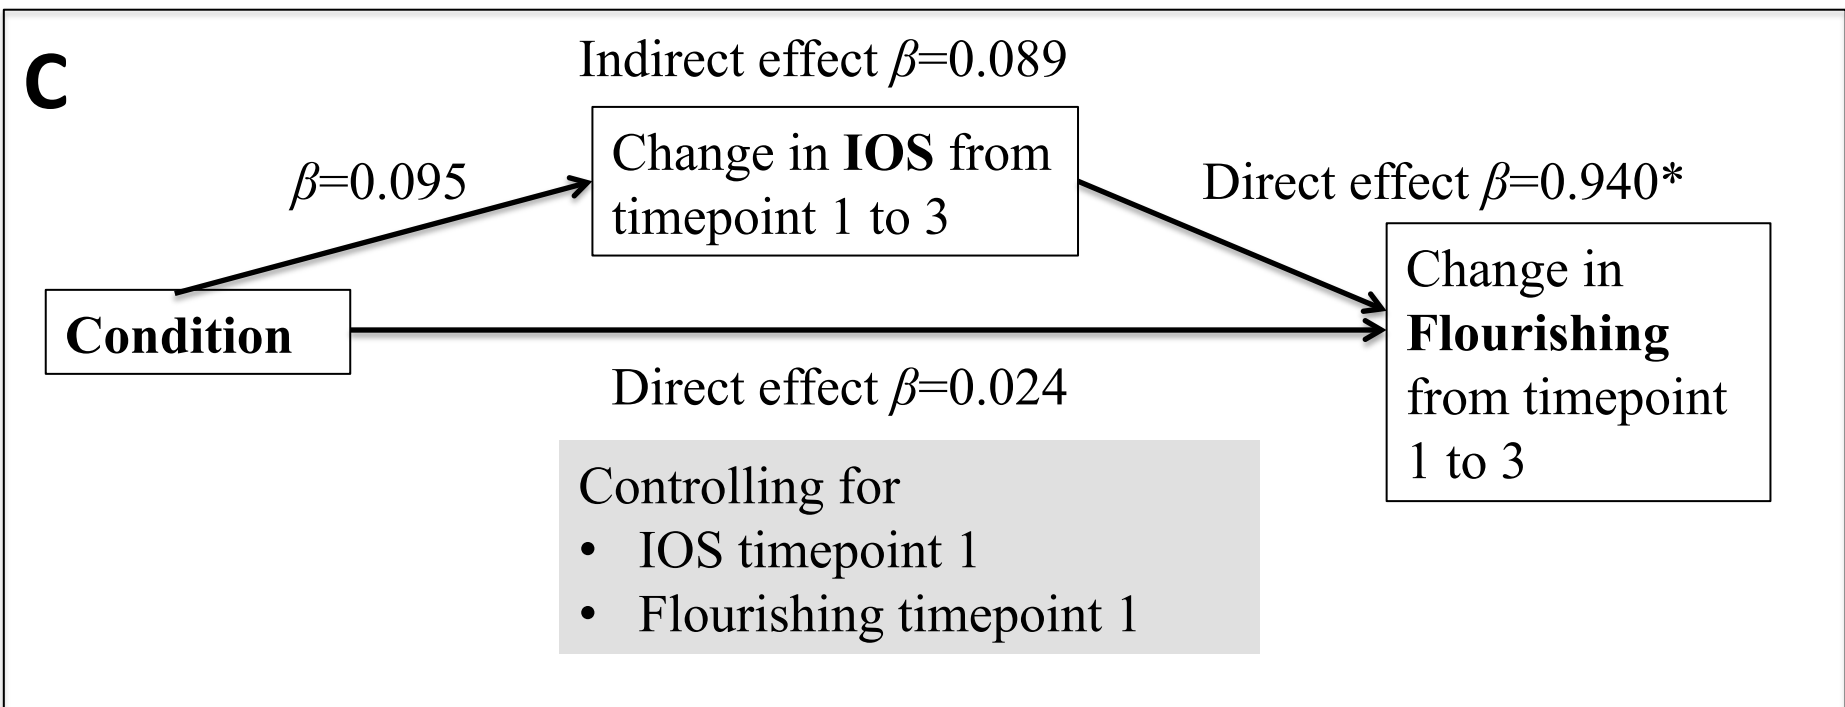 C
Indirect effect β=0.089
β=0.095
Change in IOS from
timepoint 1 to 3
Direct effect β=0.940*
Condition
Change in
Flourishing
from timepoint
1 to 3
Direct effect β=0.024
Controlling for
• IOS timepoint 1
• Flourishing timepoint 1